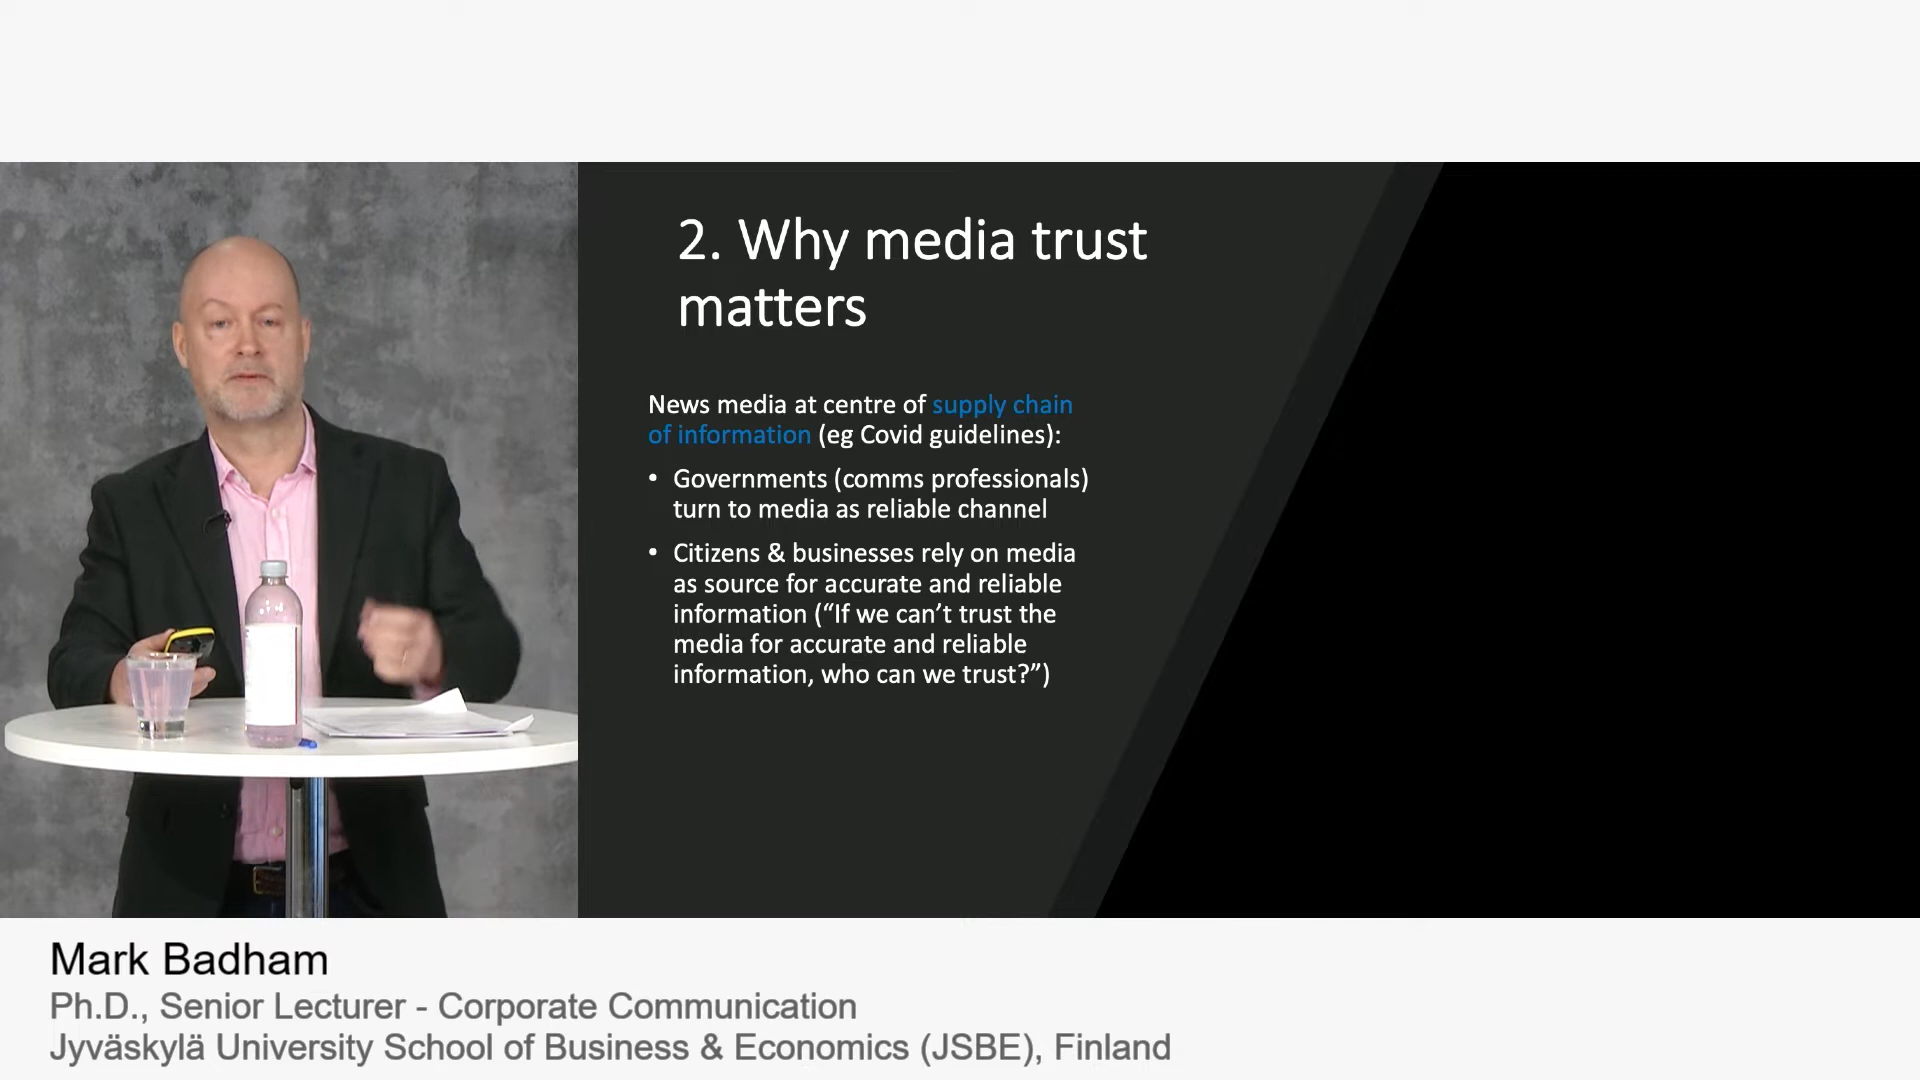 2. Why media trust
matters
News media at centre of supply chain
of information (eg Covid guidelines):
• Governments (comms professionals)
turn to media as reliable channel
• Citizens & businesses rely on media
as source for accurate and reliable
information (“If we can’t trust the
media for accurate and reliable
information, who can we trust?”)
Mark Badham
Ph.D., Senior Lecturer - Corporate Communication
Jyväskylä University School of Business & Economics (JSBE), Finland